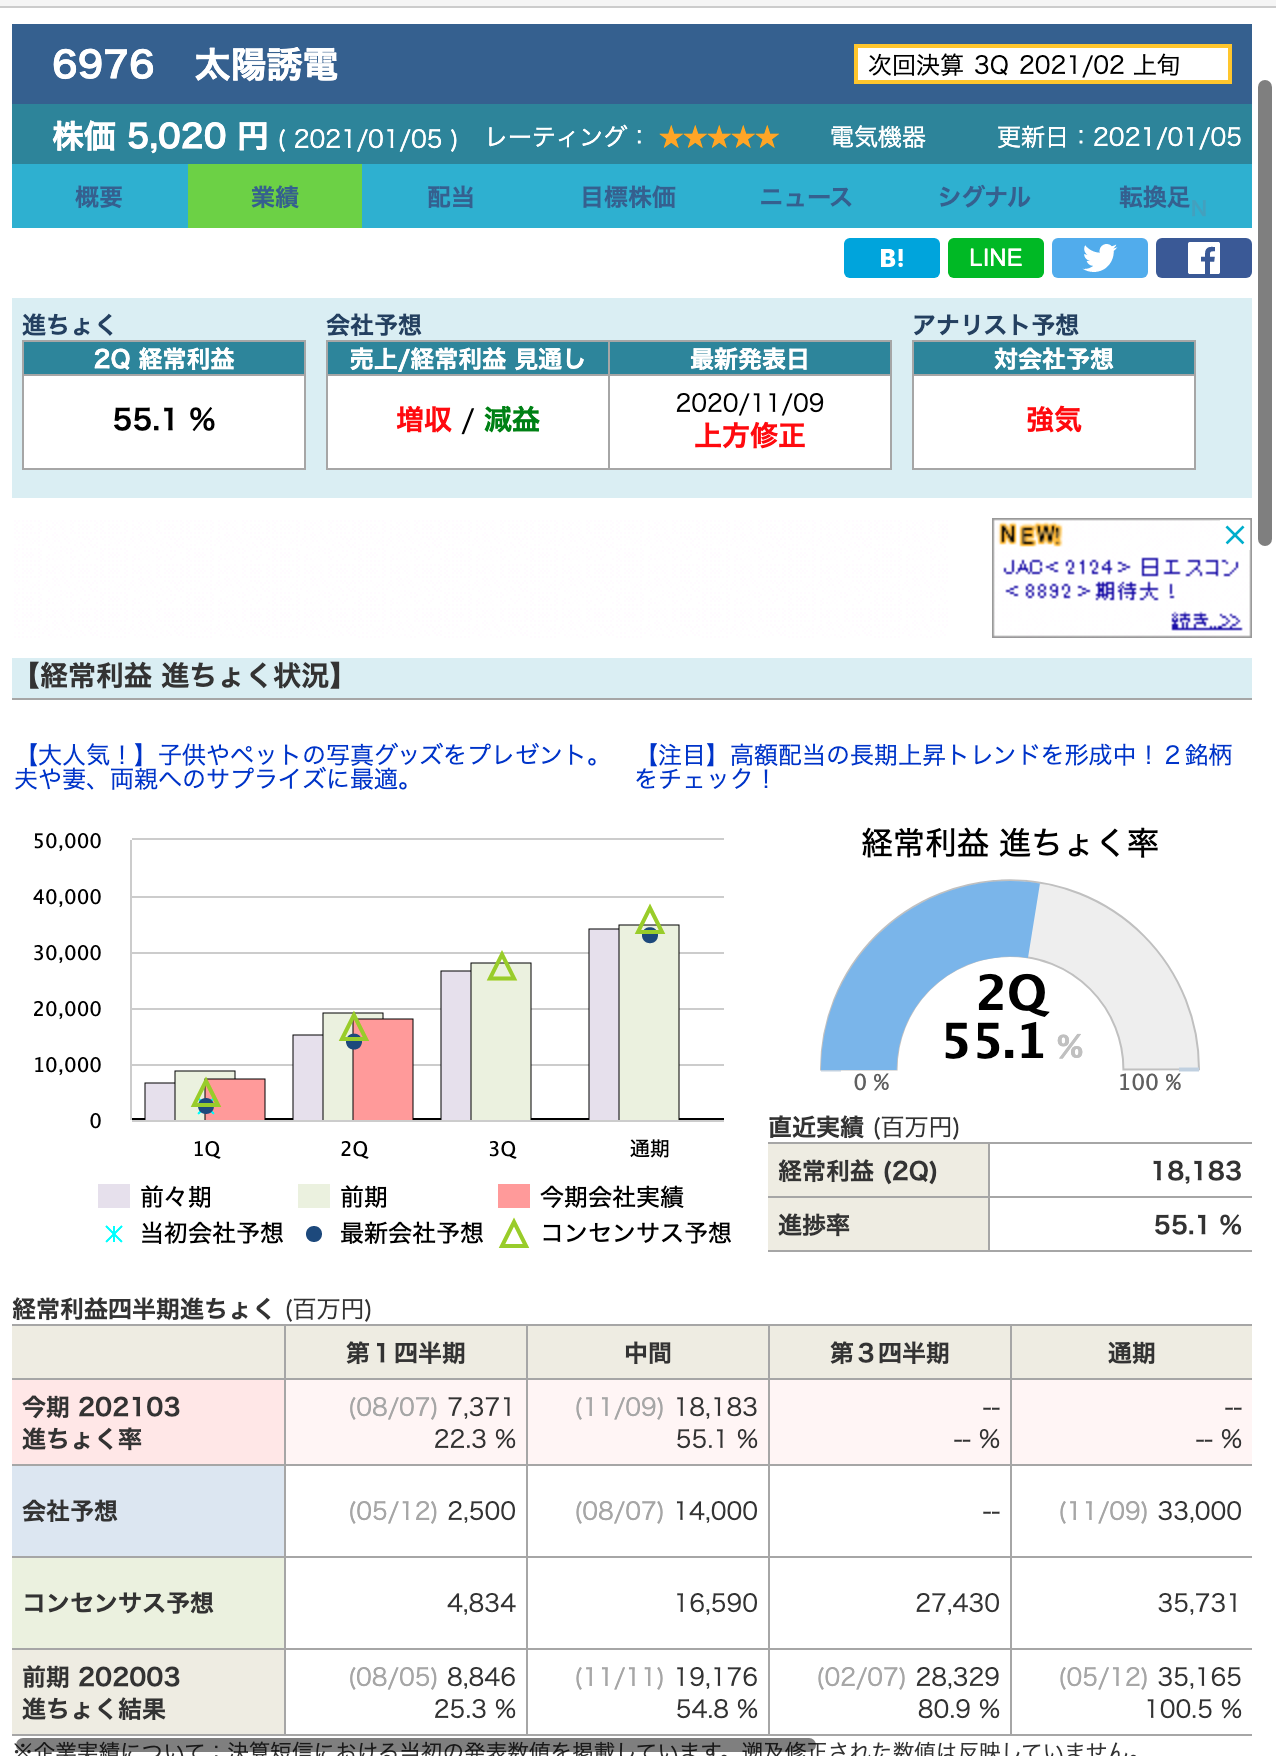 6976 太陽誘電
次回決算 3Q 2021/02 上旬
株価 5,020 円 ( 2021/01/05 ) レーティング： ★★★★★ 電気機器 更新日：2021/01/05
概要 業績 配当 目標株価 ニュース シグナル 転換足
B! LINE
進ちょく 会社予想 アナリスト予想
2Q 経常利益 売上/経常利益 見通し 最新発表日 対会社予想
55.1 % 増収 / 減益 2020/11/09 強気
上方修正
NEW!
JAC<2124> 日エスコン
<8892>期待大！
続き..>>
【経常利益 進ちょく状況】
【大人気！】子供やペットの写真グッズをプレゼント。
夫や妻、両親へのサプライズに最適。
【注目】高額配当の長期上昇トレンドを形成中！２銘柄
をチェック！
50,000
40,000
30,000
20,000
10,000
0
1Q 2Q 3Q 通期
前々期 前期 今期会社実績
当初会社予想 最新会社予想 コンセンサス予想
経常利益 進ちょく率
2Q
55.1 %
0 % 100 %
直近実績 (百万円)
経常利益 (2Q) 18,183
進捗率 55.1 %
経常利益四半期進ちょく (百万円)
第１四半期 中間 第３四半期 通期
今期 202103 (08/07) 7,371 (11/09) 18,183 -- --
進ちょく率 22.3 % 55.1 % -- % -- %
会社予想 (05/12) 2,500 (08/07) 14,000 -- (11/09) 33,000
コンセンサス予想 4,834 16,590 27,430 35,731
前期 202003 (08/05) 8,846 (11/11) 19,176 (02/07) 28,329 (05/12) 35,165
進ちょく結果 25.3 % 54.8 % 80.9 % 100.5 %
※企業実績について：決算短信における当初の発表数値を掲載しています。遡及修正された数値は反映していません。